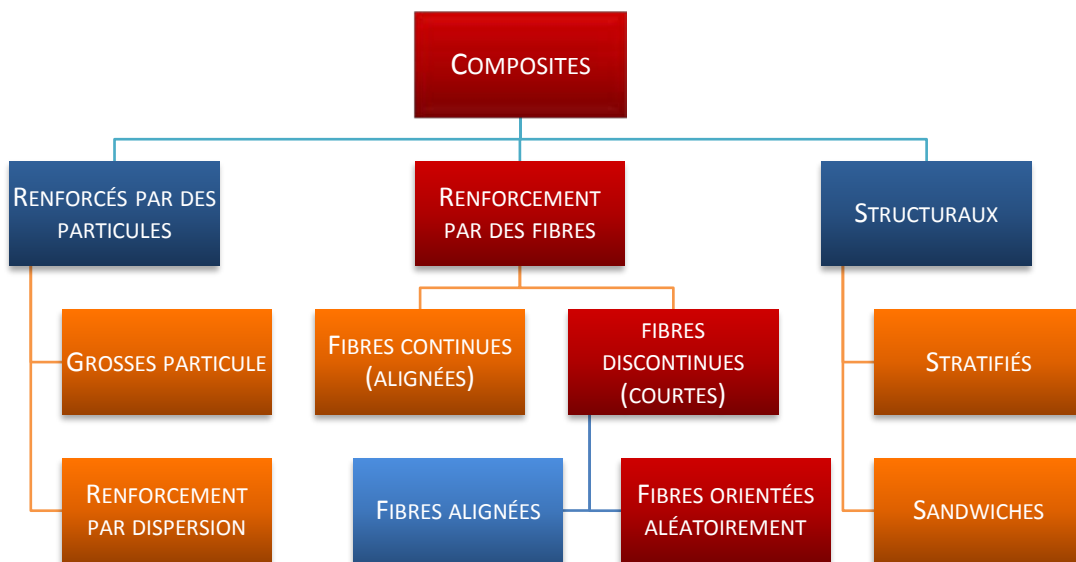 COMPOSITES
RENFORCÉS PAR DES
PARTICULES
RENFORCEMENT
PAR DES FIBRES
STRUCTURAUX
GROSSES PARTICULE
FIBRES CONTINUES
(ALIGNÉES)
FIBRES
DISCONTINUES
(COURTES)
STRATIFIÉS
RENFORCEMENT
PAR DISPERSION
FIBRES ALIGNÉES
FIBRES ORIENTÉES
ALÉATOIREMENT
SANDWICHES